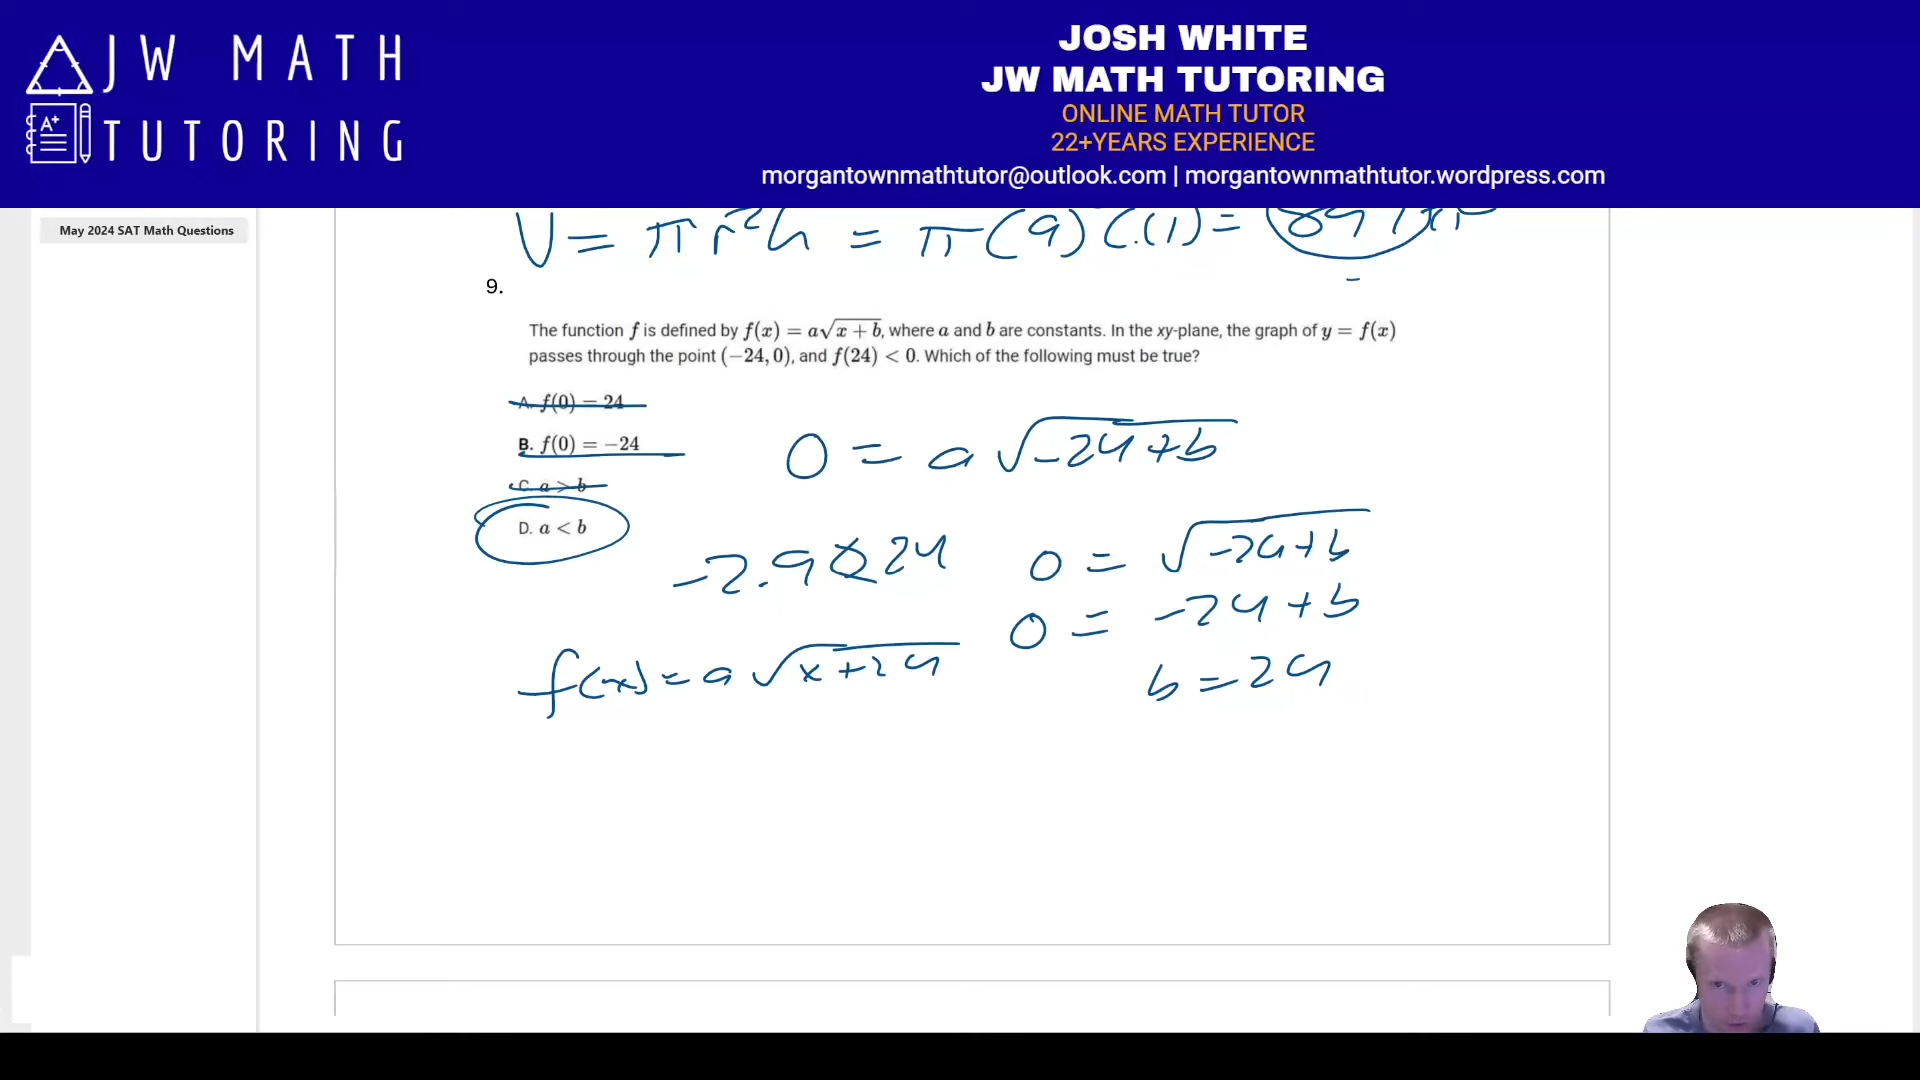 JW MATH
A+
TUTORING
JOSH WHITE
JW MATH TUTORING
ONLINE MATH TUTOR
22+YEARS EXPERIENCE
morgantownmathtutor@outlook.com | morgantownmathtutor.wordpress.com
May 2024 SAT Math Questions
V = πr²h = π(9)²(.(1) =
9.
The function f is defined by f(x) = a√(x + b), where a and b are constants. In the xy-plane, the graph of y = f(x)
passes through the point (−24, 0), and f(24) < 0. Which of the following must be true?
A. f(0) = 24
B. f(0) = −24
C. a > b
D. a < b
0 = a√(-24+b)
-2.9 < 24
0 = √(-24+b)
0 = -24+b
f(x) = a√(x+24)
b = 24